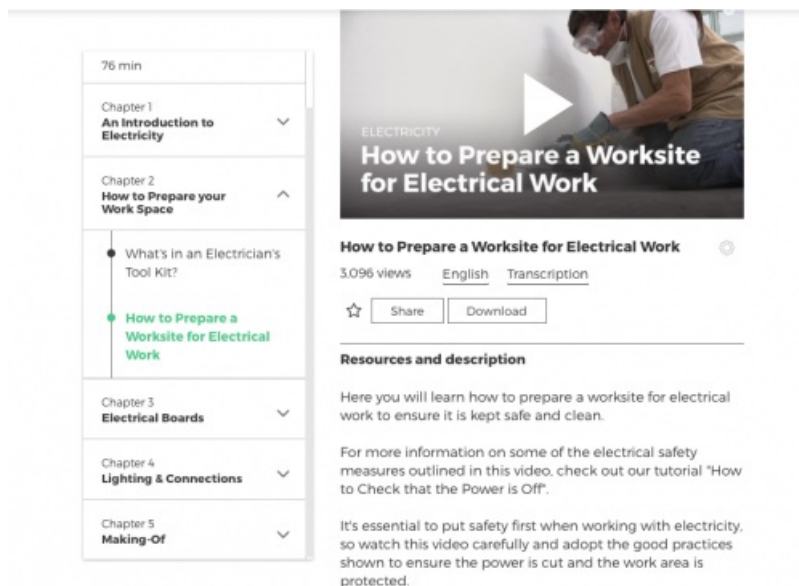 76 min
Chapter 1
An Introduction to
Electricity
Chapter 2
How to Prepare your
Work Space
What's in an Electrician's
Tool Kit?
How to Prepare a
Worksite for Electrical
Work
Chapter 3
Electrical Boards
Chapter 4
Lighting & Connections
Chapter 5
Making-Of
ELECTRICITY
How to Prepare a Worksite
for Electrical Work
How to Prepare a Worksite for Electrical Work
3,096 views English Transcription
Share Download
Resources and description
Here you will learn how to prepare a worksite for electrical
work to ensure it is kept safe and clean.
For more information on some of the electrical safety
measures outlined in this video, check out our tutorial "How
to Check that the Power is Off".
It's essential to put safety first when working with electricity,
so watch this video carefully and adopt the good practices
shown to ensure the power is cut and the work area is
protected.